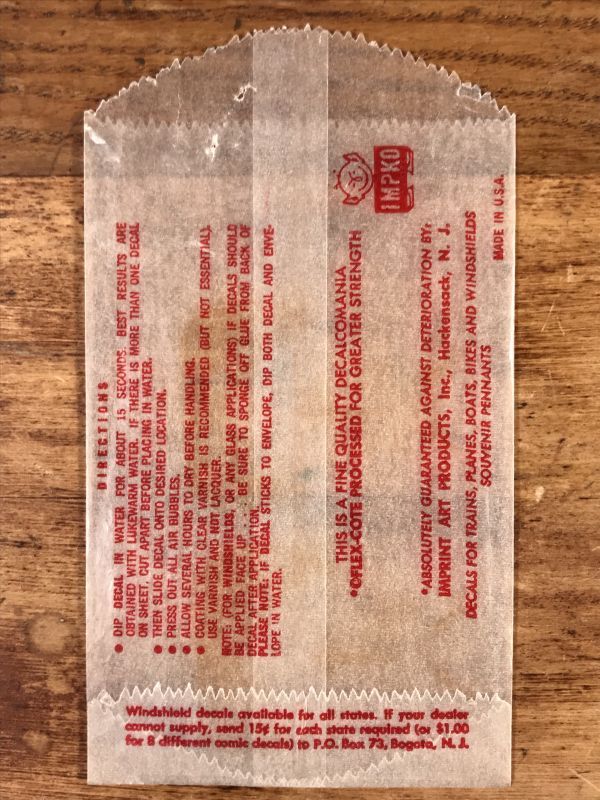 DIRECTIONS
● DIP DECAL IN WATER FOR ABOUT 15 SECONDS. BEST RESULTS ARE
OBTAINED WITH LUKEWARM WATER. IF THERE IS MORE THAN ONE DECAL
ON SHEET, PUT APART BEFORE PLACING IN WATER.
● THEN SLIDE DECAL ONTO DESIRED LOCATION.
● PRESS OUT ALL AIR BUBBLES.
● ALLOW SEVERAL HOURS TO DRY BEFORE HANDLING.
● COATING WITH CLEAR VARNISH IS RECOMMENDED (BUT NOT ESSENTIAL).
USE VARNISH AND NOT LACQUER.
NOTE: (FOR WINDSHIELDS, OR ANY GLASS APPLICATIONS) IF DECALS SHOULD
BE APPLIED FACE UP - BE SURE TO SPONGE OFF GLUE FROM BACK OF
DECAL AFTER APPLICATION.
PLEASE NOTE: IF DECAL STICKS TO ENVELOPE, DIP BOTH DECAL AND ENVE-
LOPE IN WATER.
IMPKO
THIS IS A FINE QUALITY DECALCOMANIA
*OFLEX-COTE PROCESSED FOR GREATER STRENGTH
*ABSOLUTELY GUARANTEED AGAINST DETERIORATION BY:
IMPRINT ART PRODUCTS, Inc., Hackensack, N. J.
DECALS FOR TRAINS, PLANES, BOATS, BIKES AND WINDSHIELDS
SOUVENIR PENNANTS
MADE IN U.S.A.
Windshield decals available for all states. If your dealer
cannot supply, send 15¢ for each state required (or $1.00
for 8 different comic decals) to P.O. Box 73, Bogota, N. J.